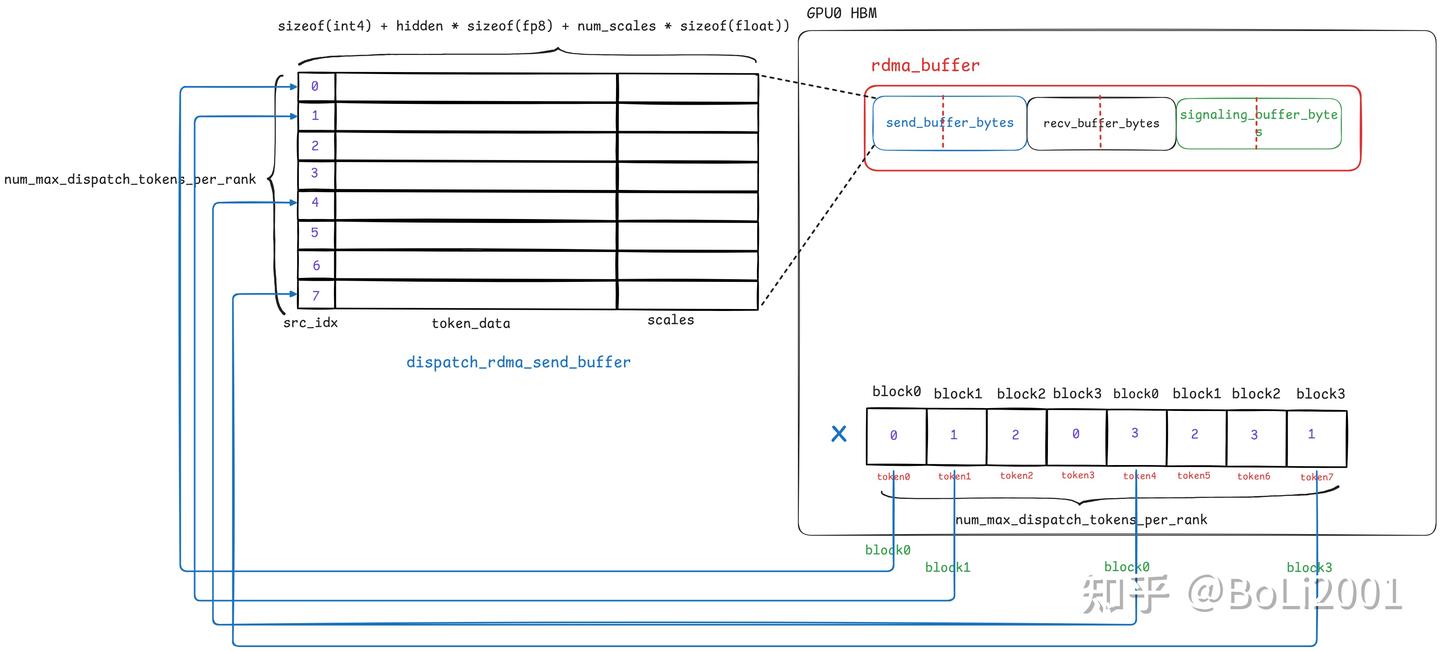 GPU0 HBM
sizeof(int4) + hidden * sizeof(fp8) + num_scales * sizeof(float))
rdma_buffer
send_buffer_bytes
recv_buffer_bytes
signaling_buffer_byte
s
0
1
2
3
4
5
6
7
num_max_dispatch_tokens_per_rank
src_idx
token_data
scales
dispatch_rdma_send_buffer
block0 block1 block2 block3 block0 block1 block2 block3
x 0 1 2 0 3 2 3 1
token0 token1 token2 token3 token4 token5 token6 token7
num_max_dispatch_tokens_per_rank
block0
block1
block0
block3
知乎 @BoLi2001